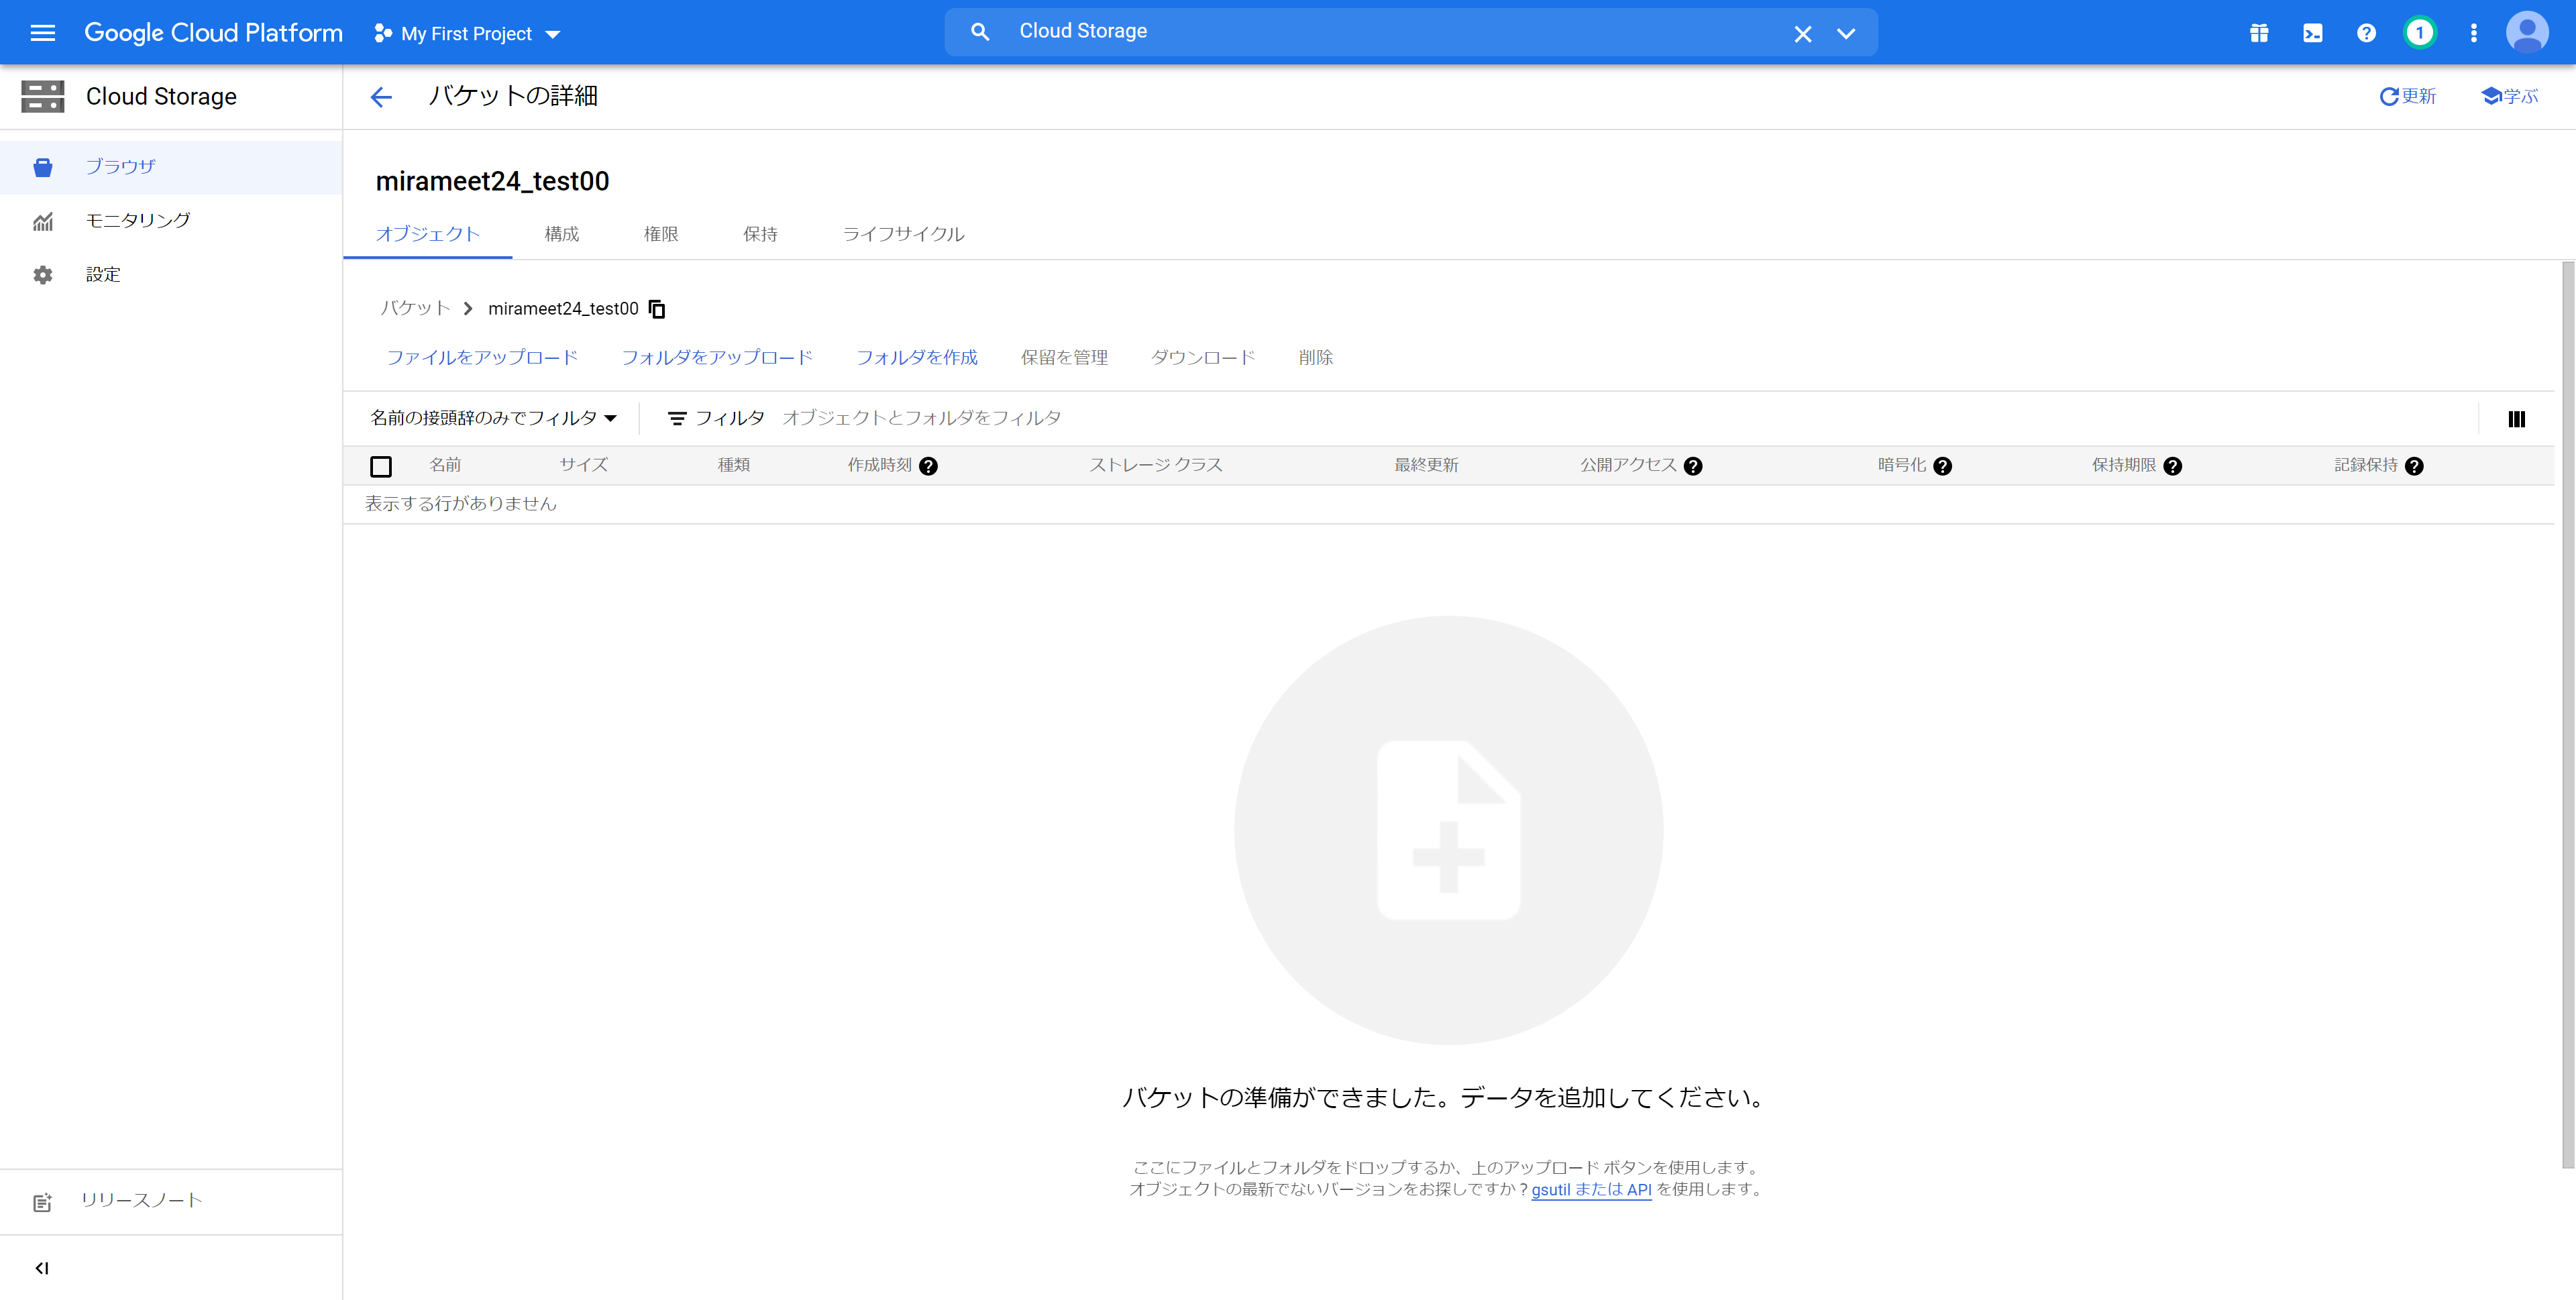 Google Cloud Platform
My First Project
Cloud Storage
1
Cloud Storage
バケットの詳細
更新
学ぶ
ブラウザ
モニタリング
設定
mirameet24_test00
オブジェクト
構成
権限
保持
ライフサイクル
バケット
mirameet24_test00
ファイルをアップロード
フォルダをアップロード
フォルダを作成
保留を管理
ダウンロード
削除
名前の接頭辞のみでフィルタ
フィルタ
オブジェクトとフォルダをフィルタ
名前
サイズ
種類
作成時刻
ストレージ クラス
最終更新
公開アクセス
暗号化
保持期限
記録保持
表示する行がありません
バケットの準備ができました。データを追加してください。
ここにファイルとフォルダをドロップするか、上のアップロード ボタンを使用します。
オブジェクトの最新でないバージョンをお探しですか？gsutil または API を使用します。
リリースノート